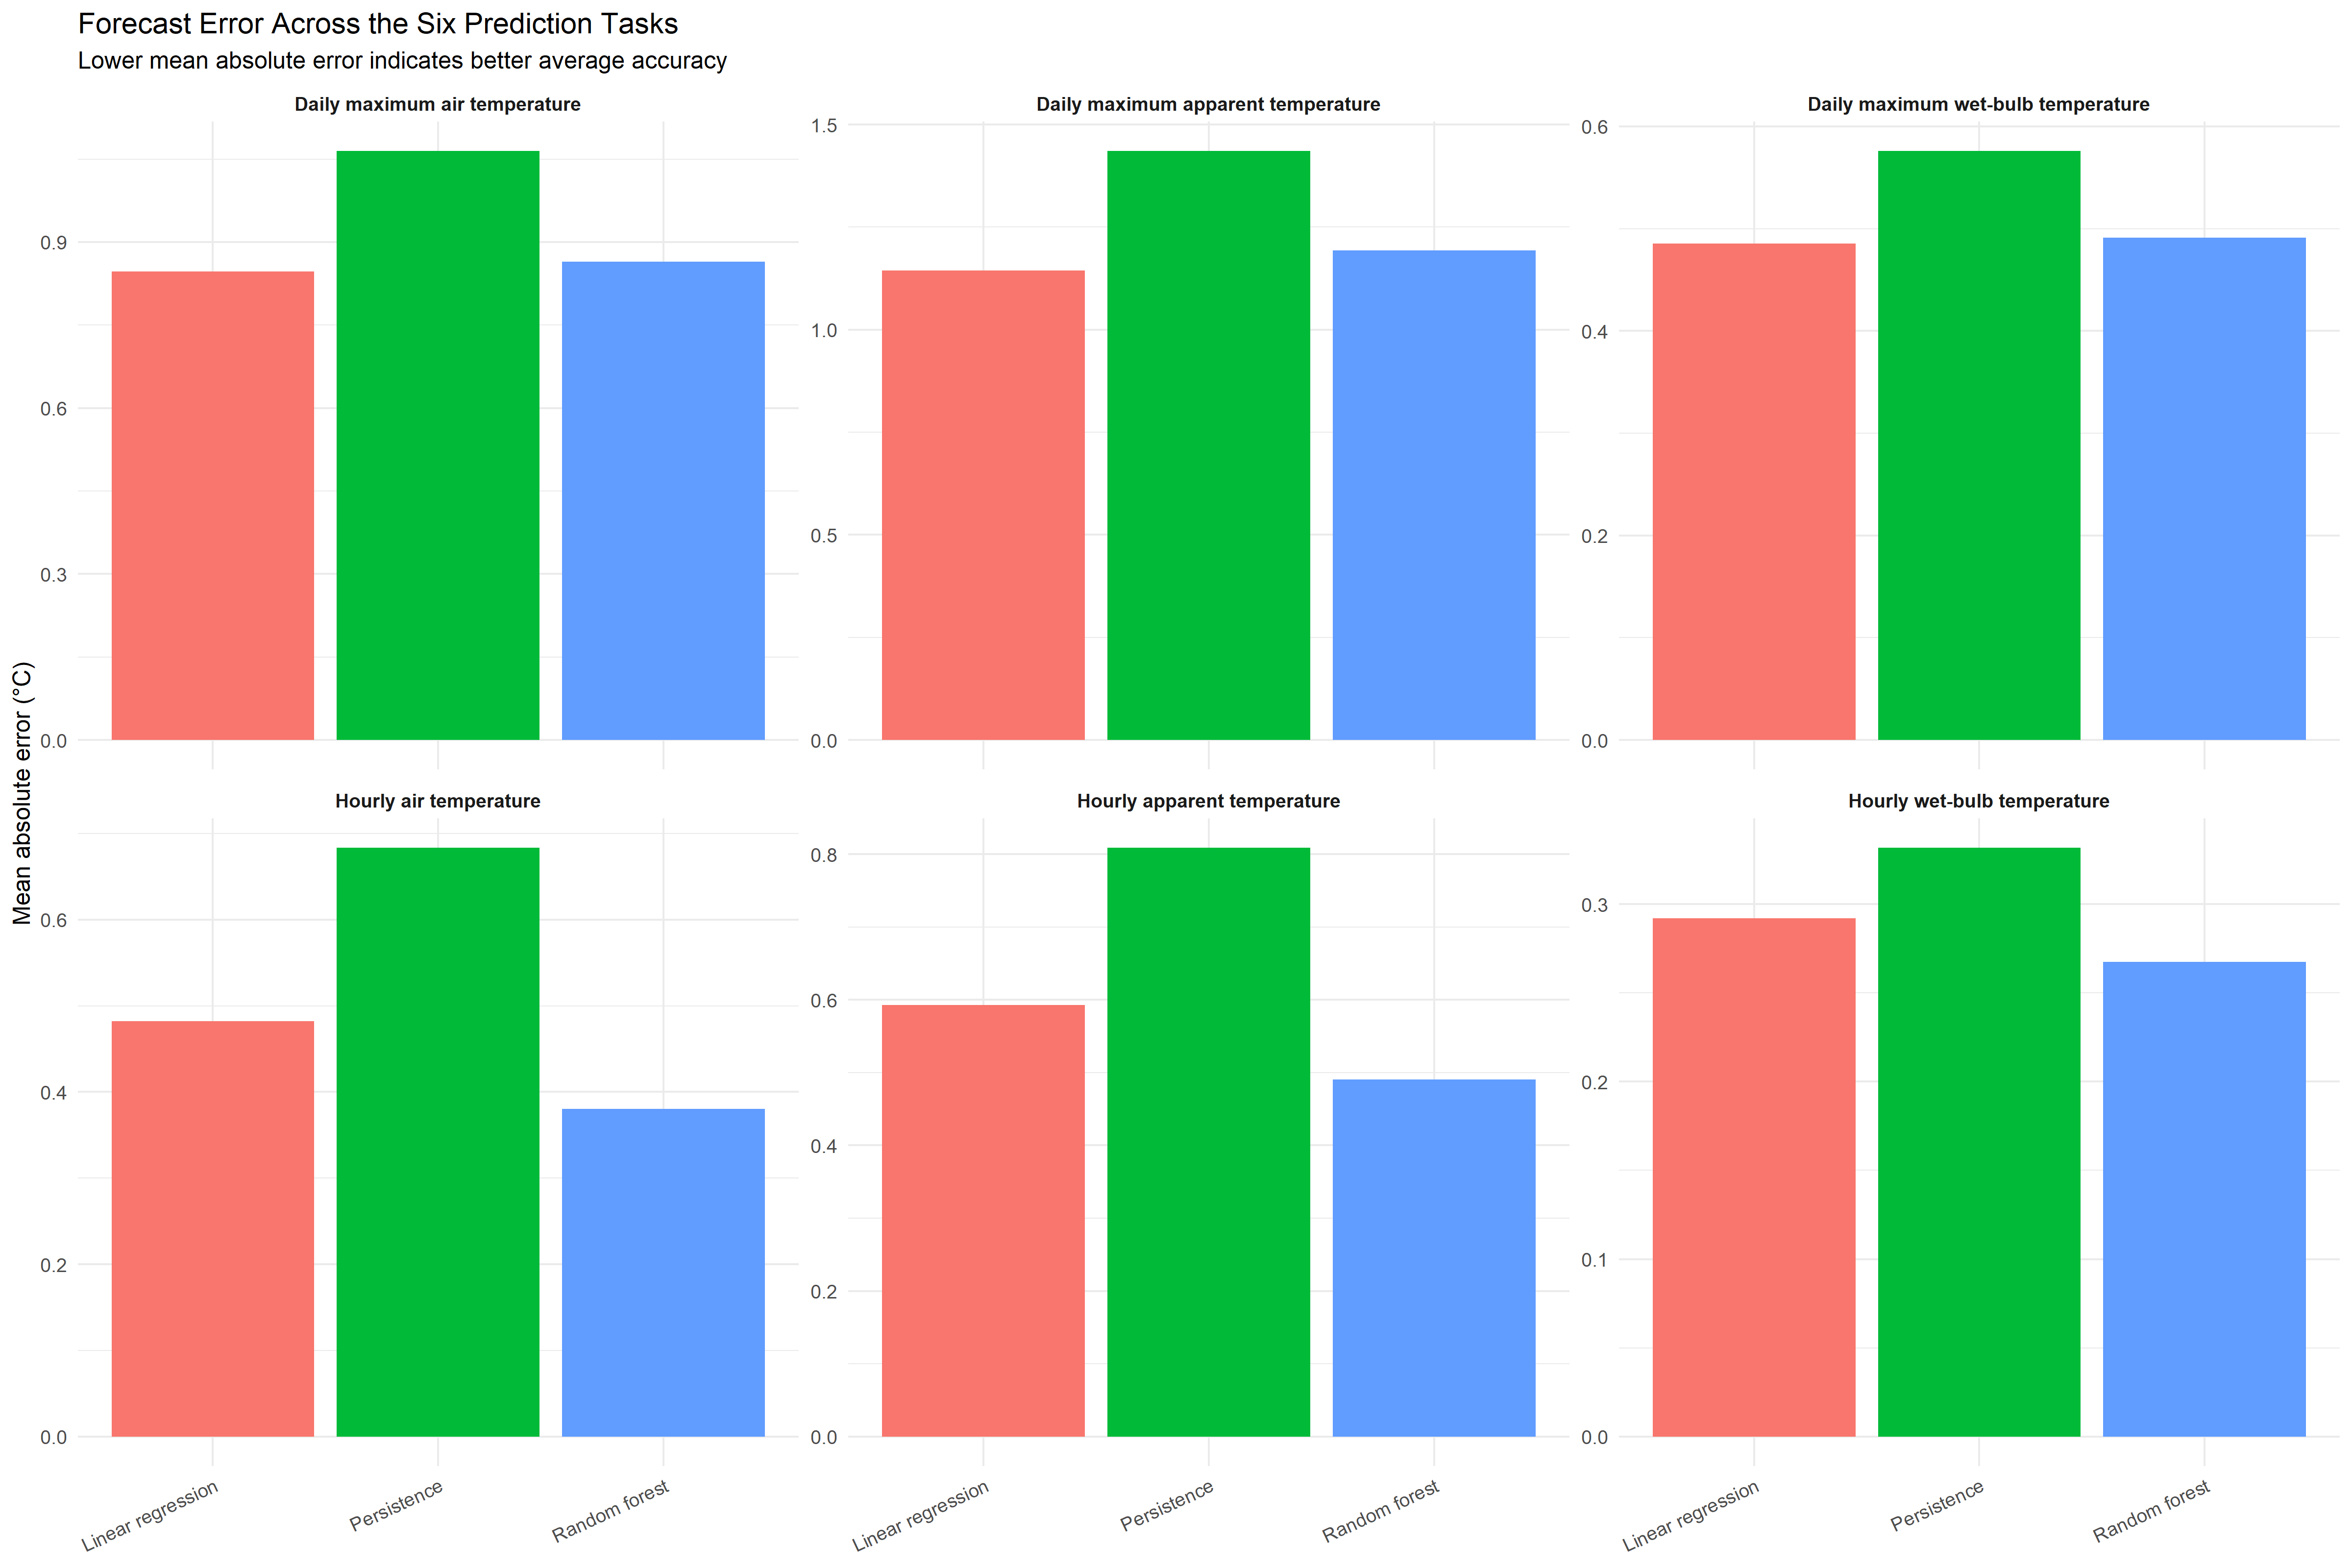 Forecast Error Across the Six Prediction Tasks
Lower mean absolute error indicates better average accuracy
Daily maximum air temperature
Daily maximum apparent temperature
Daily maximum wet-bulb temperature
0.9
0.6
0.3
0.0
1.5
1.0
0.5
0.0
0.6
0.4
0.2
0.0
Mean absolute error (°C)
Hourly air temperature
Hourly apparent temperature
Hourly wet-bulb temperature
0.6
0.4
0.2
0.0
0.8
0.6
0.4
0.2
0.0
0.3
0.2
0.1
0.0
Linear regression
Persistence
Random forest
Linear regression
Persistence
Random forest
Linear regression
Persistence
Random forest